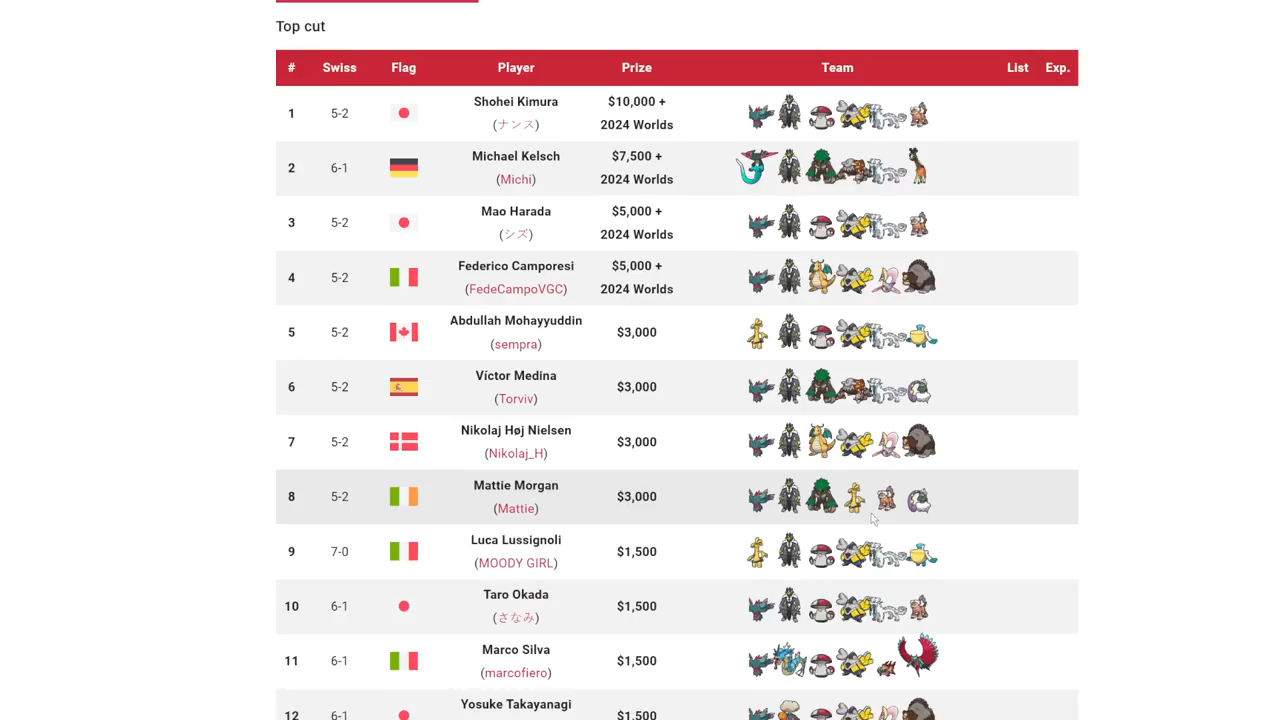 Top cut
# Swiss Flag Player Prize Team List Exp.
1 5-2 Shohei Kimura (ナンス) $10,000 + 2024 Worlds
2 6-1 Michael Kelsch (Michi) $7,500 + 2024 Worlds
3 5-2 Mao Harada (シズ) $5,000 + 2024 Worlds
4 5-2 Federico Camporesi (FedeCampoVGC) $5,000 + 2024 Worlds
5 5-2 Abdullah Mohayyuddin (sempra) $3,000
6 5-2 Víctor Medina (Torviv) $3,000
7 5-2 Nikolaj Høj Nielsen (Nikolaj_H) $3,000
8 5-2 Mattie Morgan (Mattie) $3,000
9 7-0 Luca Lussignoli (MOODY GIRL) $1,500
10 6-1 Taro Okada (さなみ) $1,500
11 6-1 Marco Silva (marcofiero) $1,500
12 6-1 Yosuke Takayanagi $1,500